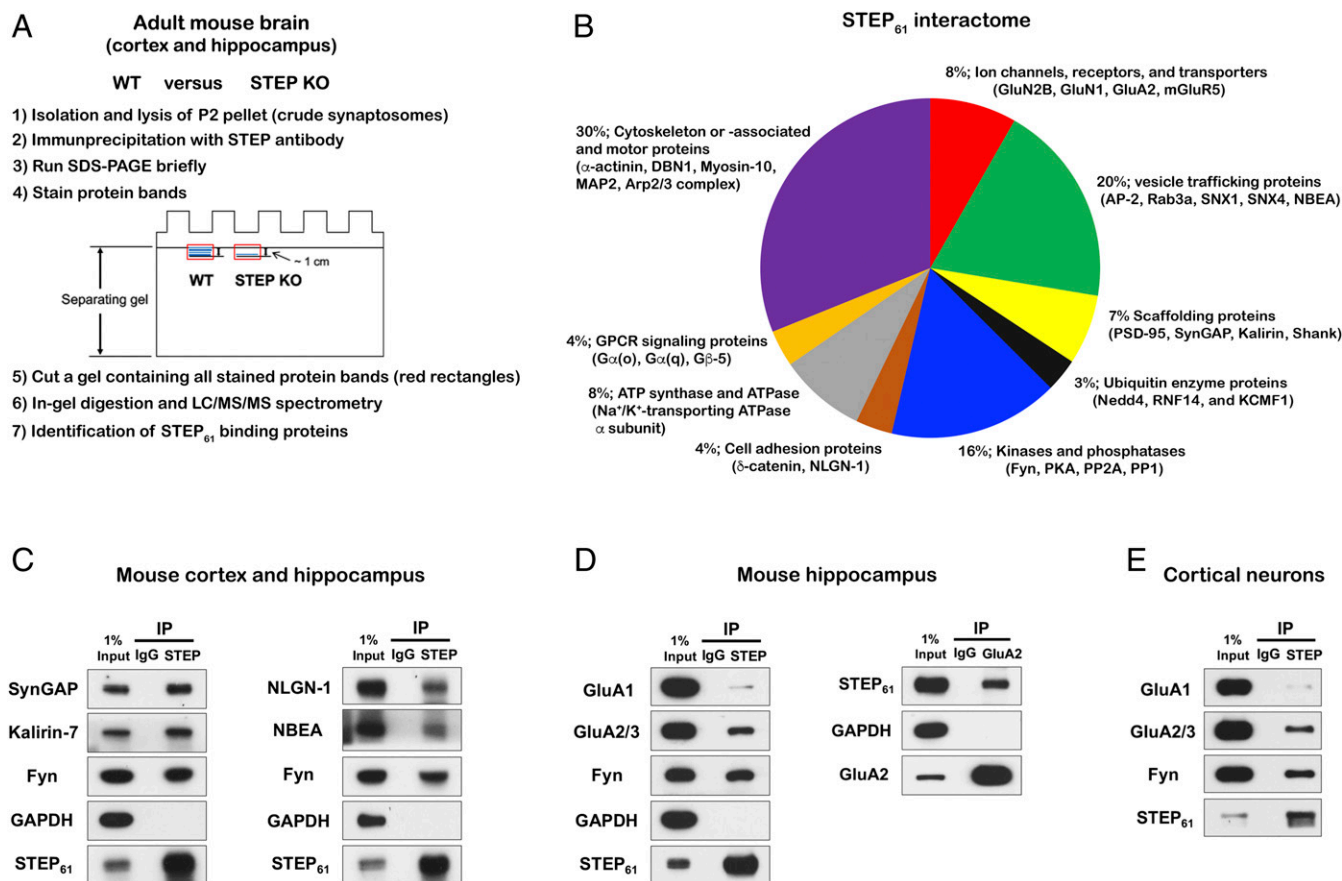 A
Adult mouse brain
(cortex and hippocampus)
WT versus STEP KO
1) Isolation and lysis of P2 pellet (crude synaptosomes)
2) Immunprecipitation with STEP antibody
3) Run SDS-PAGE briefly
4) Stain protein bands
~ 1 cm
WT STEP KO
Separating gel
5) Cut a gel containing all stained protein bands (red rectangles)
6) In-gel digestion and LC/MS/MS spectrometry
7) Identification of STEP₆₁ binding proteins
B
STEP₆₁ interactome
8%; Ion channels, receptors, and transporters
(GluN2B, GluN1, GluA2, mGluR5)
20%; vesicle trafficking proteins
(AP-2, Rab3a, SNX1, SNX4, NBEA)
7% Scaffolding proteins
(PSD-95, SynGAP, Kalirin, Shank)
3%; Ubiquitin enzyme proteins
(Nedd4, RNF14, and KCMF1)
16%; Kinases and phosphatases
(Fyn, PKA, PP2A, PP1)
4%; Cell adhesion proteins
(δ-catenin, NLGN-1)
8%; ATP synthase and ATPase
(Na⁺/K⁺-transporting ATPase
α subunit)
4%; GPCR signaling proteins
(Gα(o), Gα(q), Gβ-5)
30%; Cytoskeleton or -associated
and motor proteins
(α-actinin, DBN1, Myosin-10,
MAP2, Arp2/3 complex)
C
Mouse cortex and hippocampus
IP
1%
Input IgG STEP
SynGAP
Kalirin-7
Fyn
GAPDH
STEP₆₁
IP
1%
Input IgG STEP
NLGN-1
NBEA
Fyn
GAPDH
STEP₆₁
D
Mouse hippocampus
IP
1%
Input IgG STEP
GluA1
GluA2/3
Fyn
GAPDH
STEP₆₁
IP
1%
Input IgG GluA2
STEP₆₁
GAPDH
GluA2
E
Cortical neurons
IP
1%
Input IgG STEP
GluA1
GluA2/3
Fyn
STEP₆₁